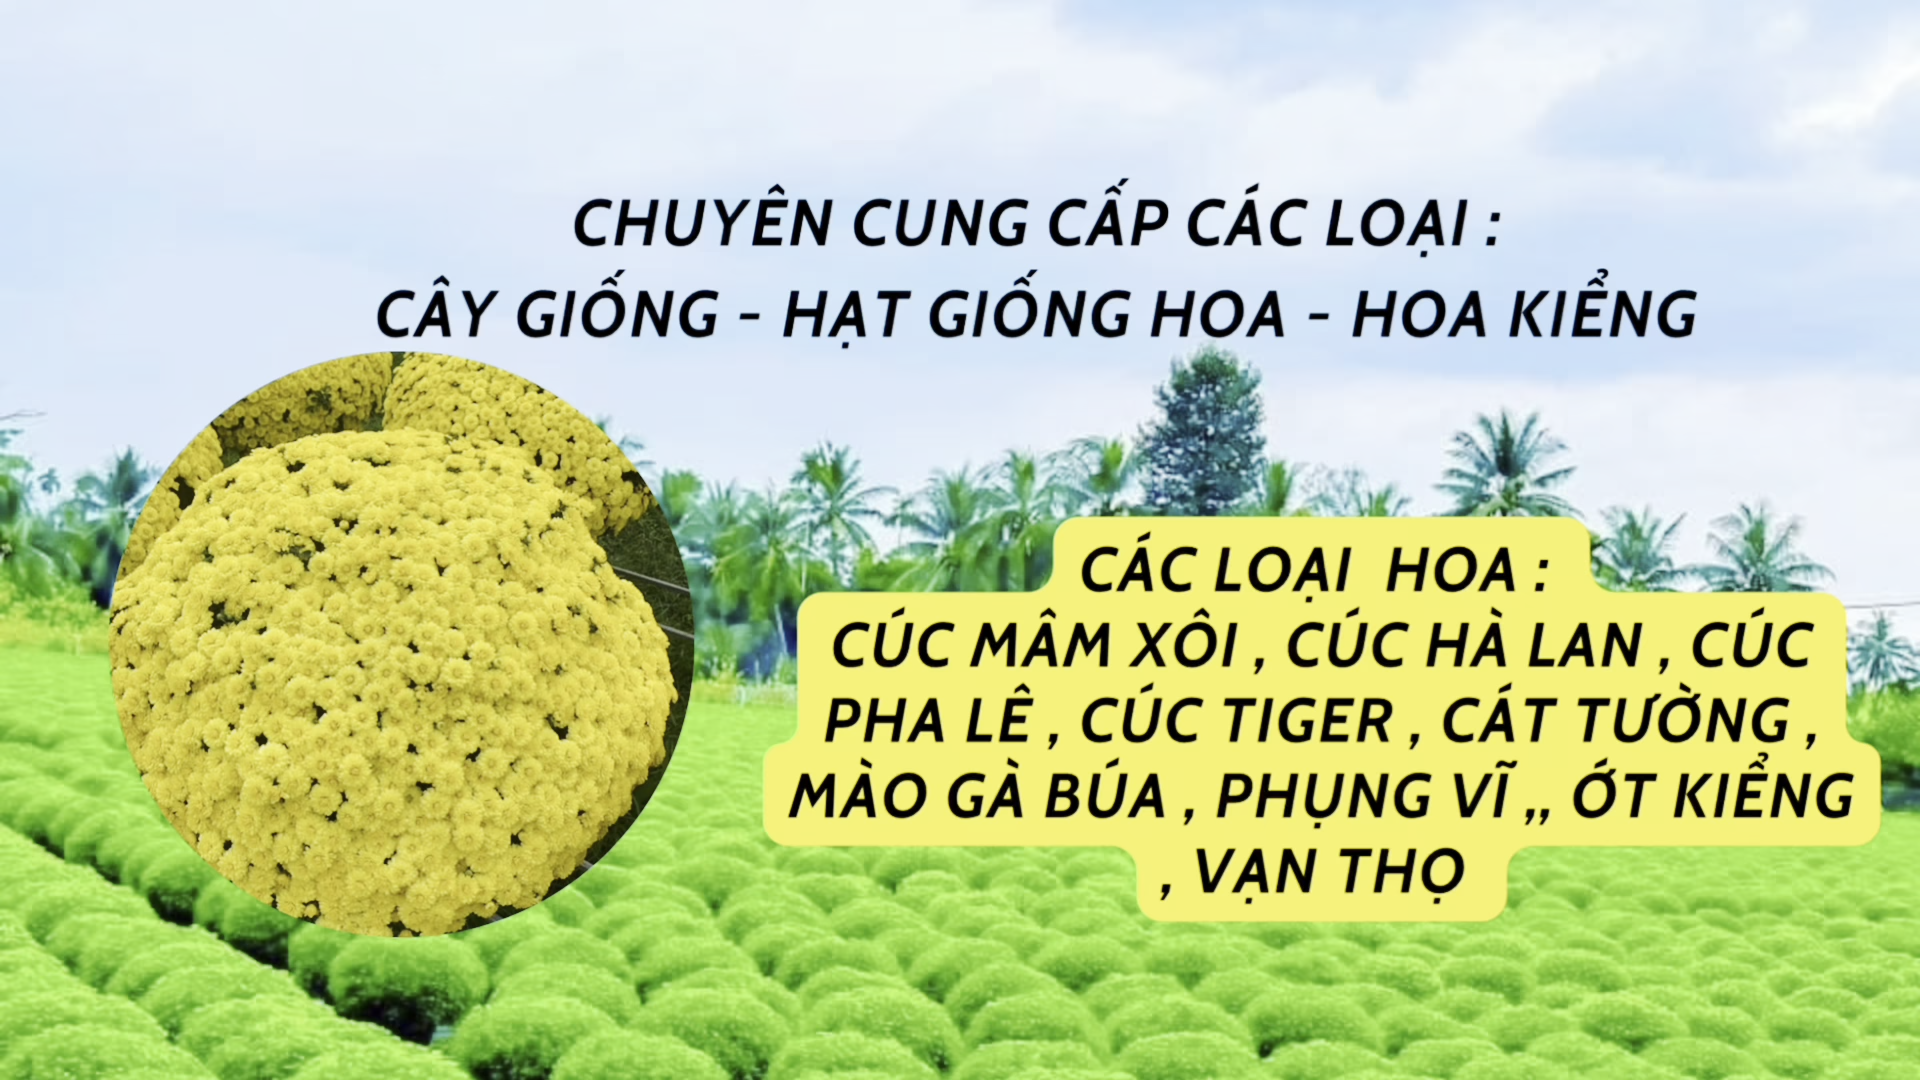 CHUYÊN CUNG CẤP CÁC LOẠI :
CÂY GIỐNG - HẠT GIỐNG HOA - HOA KIỂNG
CÁC LOẠI  HOA :
CÚC MÂM XÔI , CÚC HÀ LAN , CÚC
PHA LÊ , CÚC TIGER , CÁT TƯỜNG ,
MÀO GÀ BÚA , PHỤNG VĨ ,, ỚT KIỂNG
, VẠN THỌ